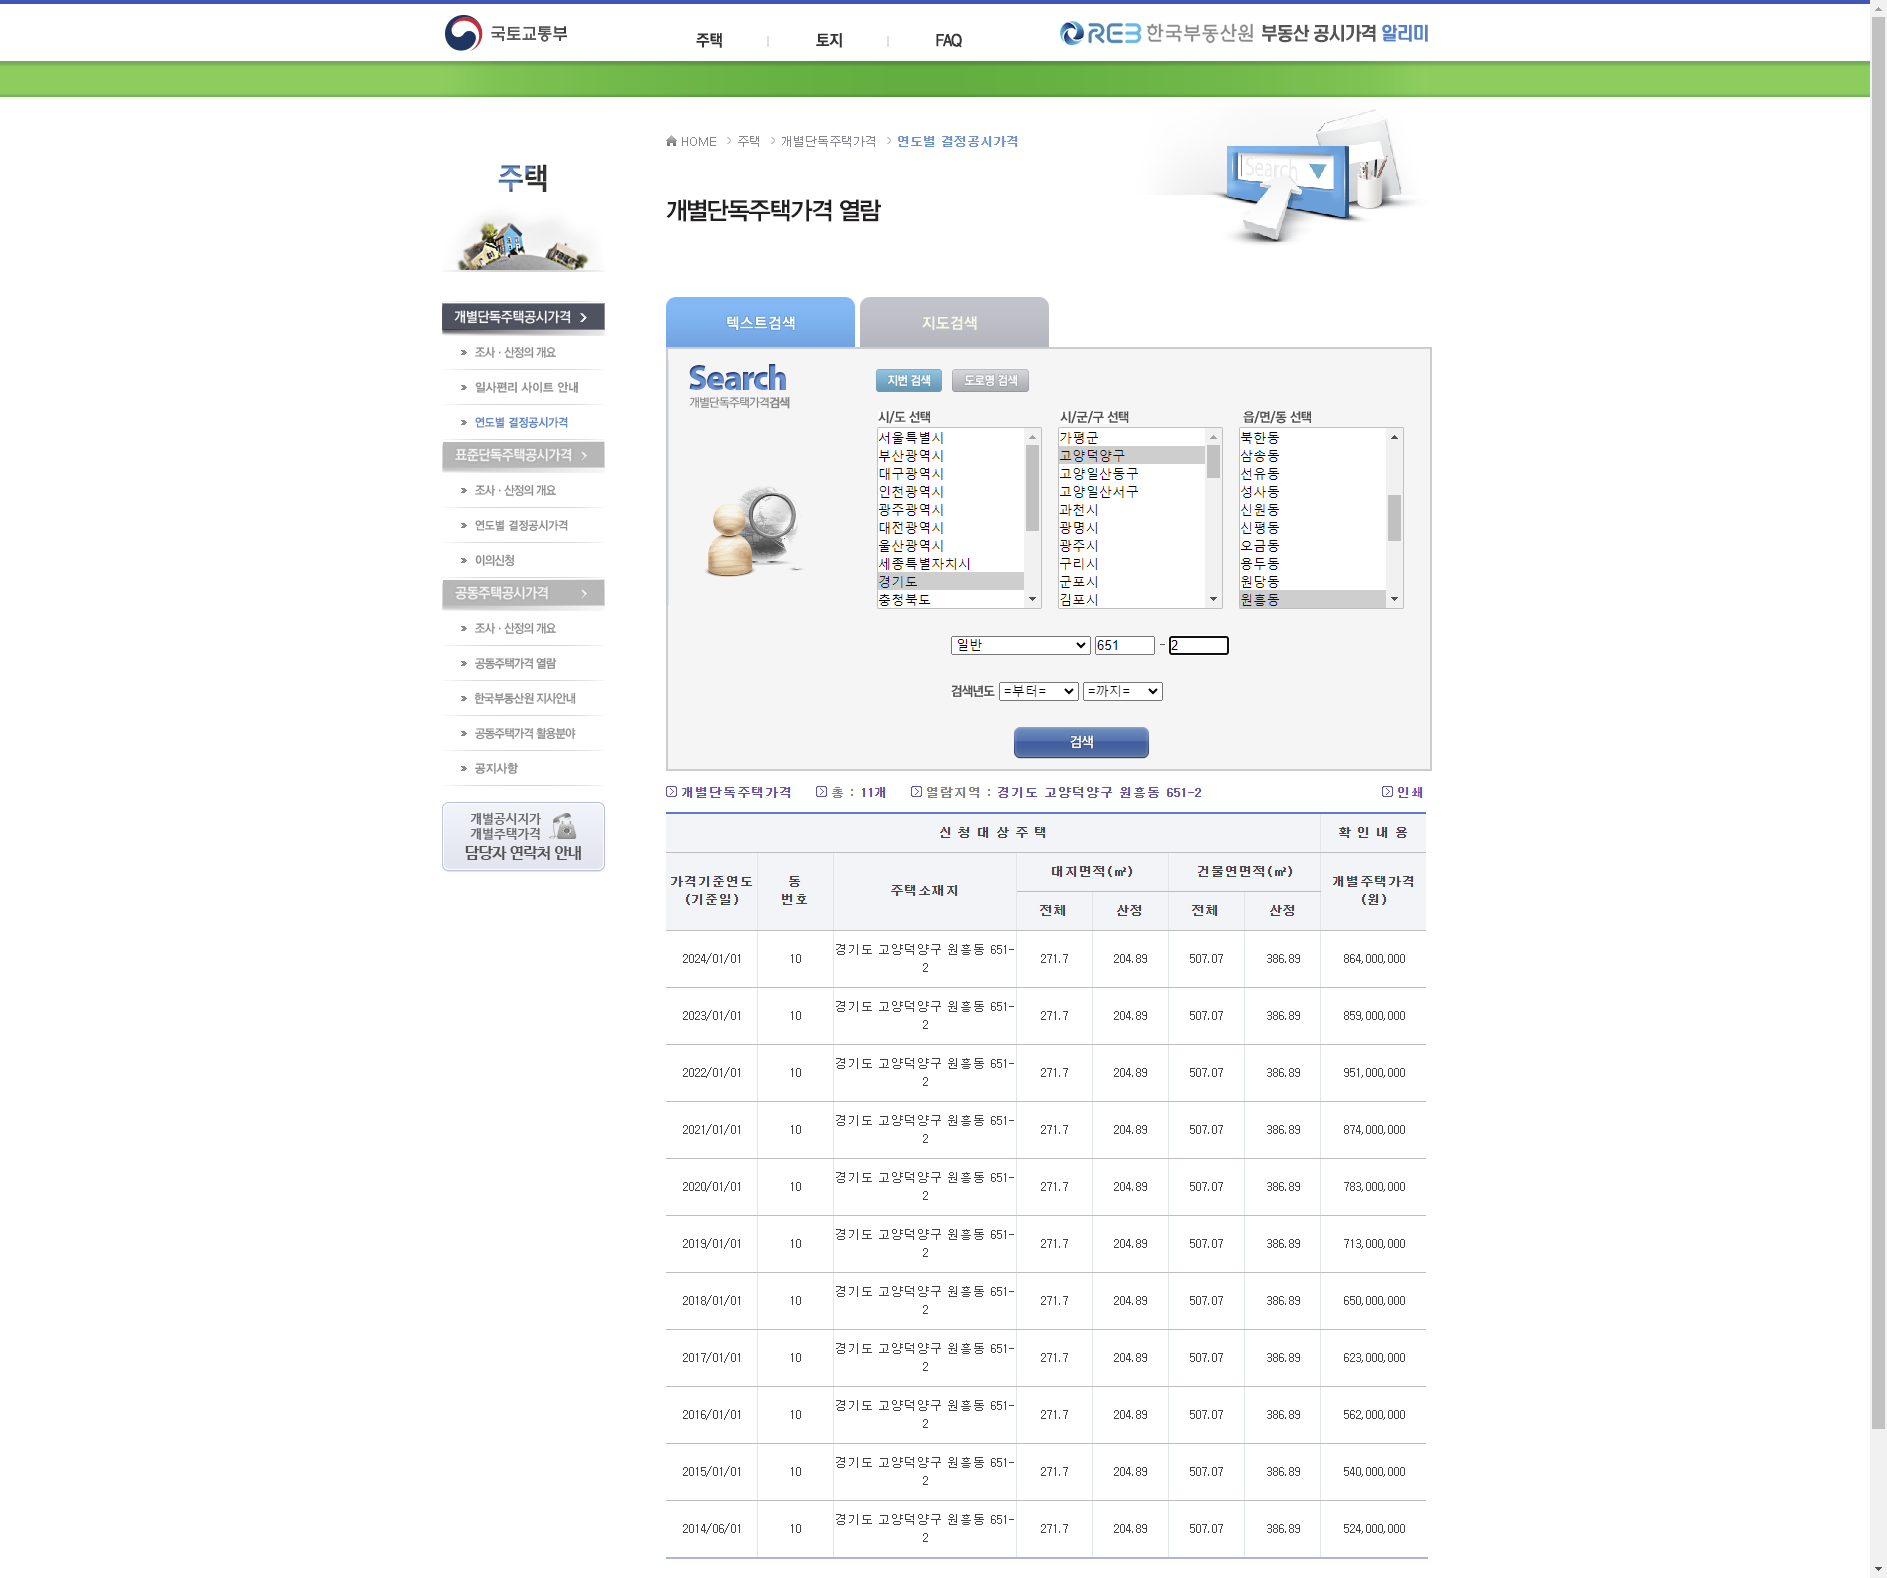 국토교통부
주택
토지
FAQ
REB 한국부동산원 부동산 공시가격 알리미
HOME > 주택 > 개별단독주택가격 > 연도별 결정공시가격
주택
Search
개별단독주택가격 열람
개별단독주택공시가격
조사 · 산정의 개요
일사편리 사이트 안내
연도별 결정공시가격
표준단독주택공시가격
조사 · 산정의 개요
연도별 결정공시가격
이의신청
공동주택공시가격
조사 · 산정의 개요
공동주택가격 열람
한국부동산원 지사안내
공동주택가격 활용분야
공지사항
개별공시지가
개별주택가격
담당자 연락처 안내
텍스트검색
지도검색
Search
개별단독주택가격검색
지번 검색
도로명 검색
시/도 선택
서울특별시
부산광역시
대구광역시
인천광역시
광주광역시
대전광역시
울산광역시
세종특별자치시
경기도
충청북도
시/군/구 선택
가평군
고양덕양구
고양일산동구
고양일산서구
과천시
광명시
광주시
구리시
군포시
김포시
읍/면/동 선택
북한동
삼송동
선유동
성사동
신원동
신평동
오금동
용두동
원당동
원흥동
일반 651 - 2
검색년도 =부터= =까지=
검색
개별단독주택가격 총 : 11개 열람지역 : 경기도 고양덕양구 원흥동 651-2 인쇄
신 청 대 상 주 택 확 인 내 용
가격기준연도
(기준일)
동
번호
주택소재지
대지면적(㎡) 건물연면적(㎡)
전체 산정 전체 산정
개별주택가격
(원)
2024/01/01 10 경기도 고양덕양구 원흥동 651-
2 271.7 204.89 507.07 386.89 864,000,000
2023/01/01 10 경기도 고양덕양구 원흥동 651-
2 271.7 204.89 507.07 386.89 859,000,000
2022/01/01 10 경기도 고양덕양구 원흥동 651-
2 271.7 204.89 507.07 386.89 951,000,000
2021/01/01 10 경기도 고양덕양구 원흥동 651-
2 271.7 204.89 507.07 386.89 874,000,000
2020/01/01 10 경기도 고양덕양구 원흥동 651-
2 271.7 204.89 507.07 386.89 783,000,000
2019/01/01 10 경기도 고양덕양구 원흥동 651-
2 271.7 204.89 507.07 386.89 713,000,000
2018/01/01 10 경기도 고양덕양구 원흥동 651-
2 271.7 204.89 507.07 386.89 650,000,000
2017/01/01 10 경기도 고양덕양구 원흥동 651-
2 271.7 204.89 507.07 386.89 623,000,000
2016/01/01 10 경기도 고양덕양구 원흥동 651-
2 271.7 204.89 507.07 386.89 562,000,000
2015/01/01 10 경기도 고양덕양구 원흥동 651-
2 271.7 204.89 507.07 386.89 540,000,000
2014/06/01 10 경기도 고양덕양구 원흥동 651-
2 271.7 204.89 507.07 386.89 524,000,000